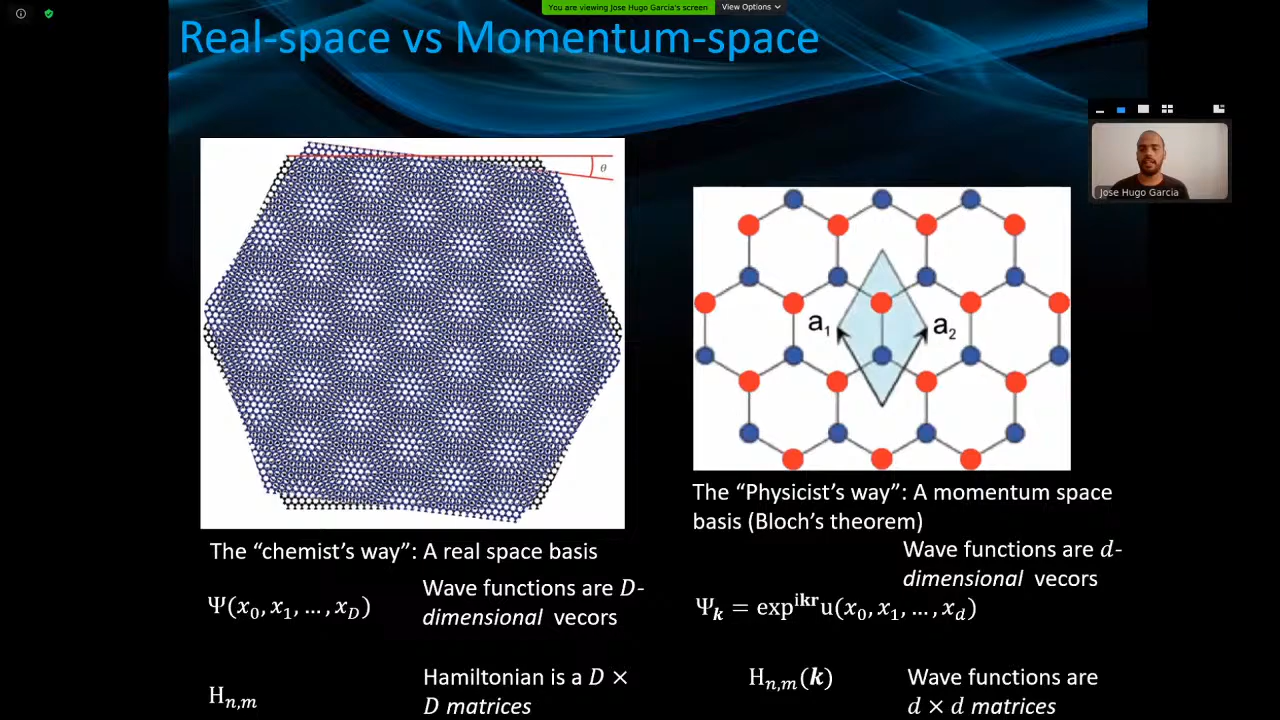 You are viewing Jose Hugo Garcia's screen
View Options
Real-space vs Momentum-space
θ
Jose Hugo Garcia
a₁
a₂
The “chemist’s way”: A real space basis
Ψ(x₀, x₁, …, x_D)
Wave functions are D-
dimensional vecors
H_{n,m}
Hamiltonian is a D ×
D matrices
The “Physicist’s way”: A momentum space
basis (Bloch’s theorem)
Wave functions are d-
dimensional vecors
Ψ_k = exp^{ikr} u(x₀, x₁, …, x_d)
H_{n,m}(k)
Wave functions are
d × d matrices